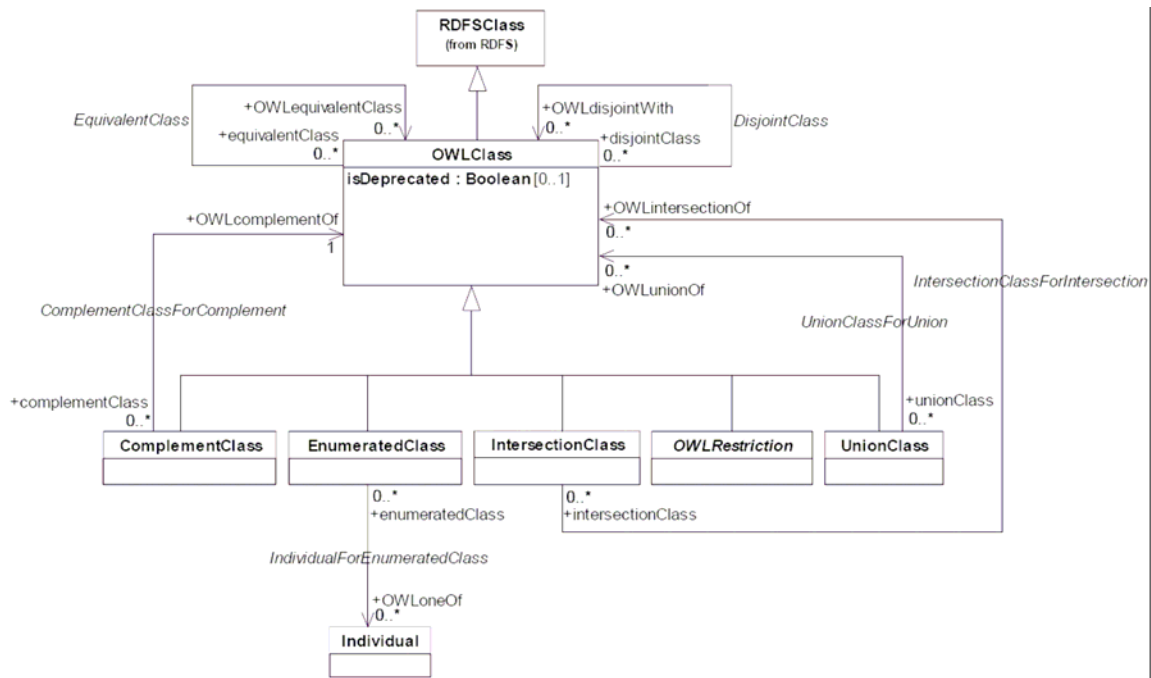 RDFSClass
(from RDFS)
EquivalentClass
+OWLequivalentClass
0..*
+equivalentClass
0..*
+OWLdisjointWith
0..*
+disjointClass
0..*
DisjointClass
OWLClass
isDeprecated : Boolean[0..1]
+OWLcomplementOf
1
+OWLintersectionOf
0..*
0..*
+OWLunionOf
ComplementClassForComplement
IntersectionClassForIntersection
UnionClassForUnion
+complementClass
0..*
+unionClass
0..*
ComplementClass
EnumeratedClass
IntersectionClass
OWLRestriction
UnionClass
0..*
+enumeratedClass
0..*
+intersectionClass
IndividualForEnumeratedClass
+OWLoneOf
0..*
Individual